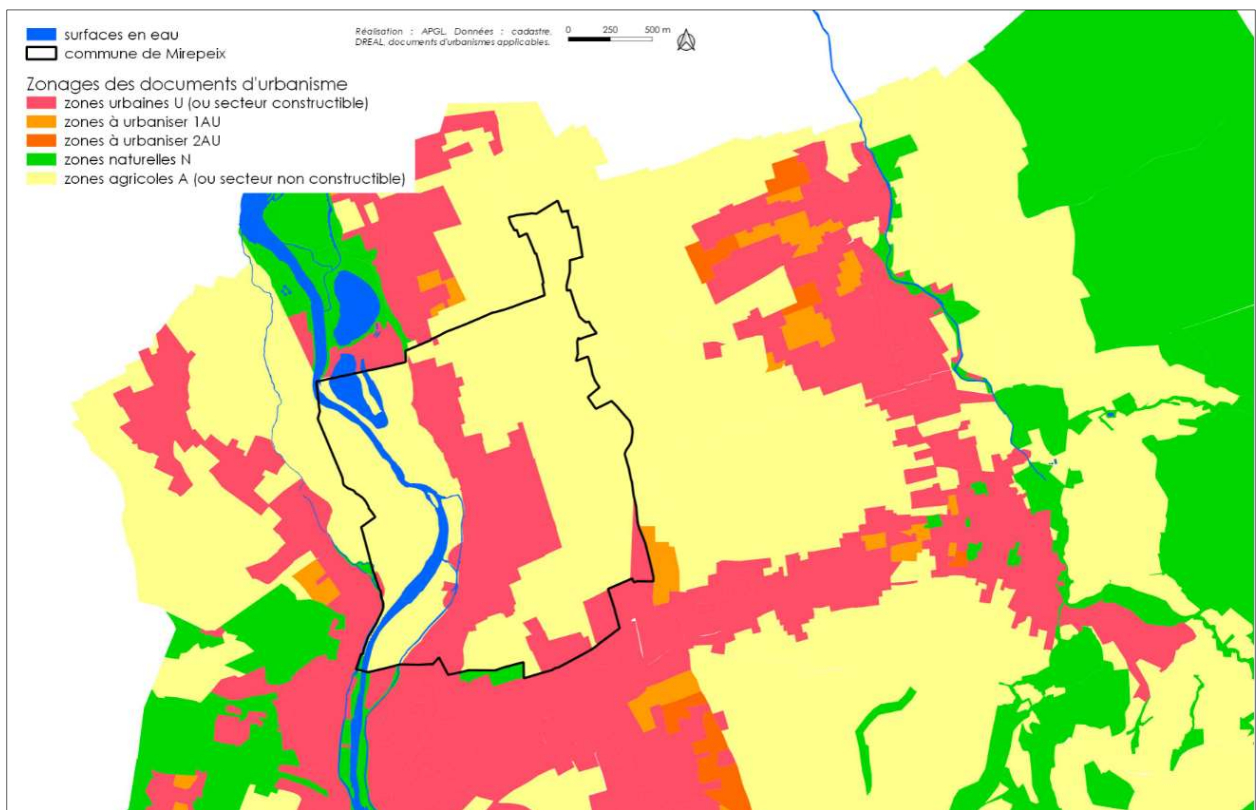 surfaces en eau
commune de Mirepeix
Zonages des documents d'urbanisme
zones urbaines U (ou secteur constructible)
zones à urbaniser 1AU
zones à urbaniser 2AU
zones naturelles N
zones agricoles A (ou secteur non constructible)
Réalisation : APGL. Données : cadastre,
DREAL, documents d'urbanismes applicables.
0 250 500 m